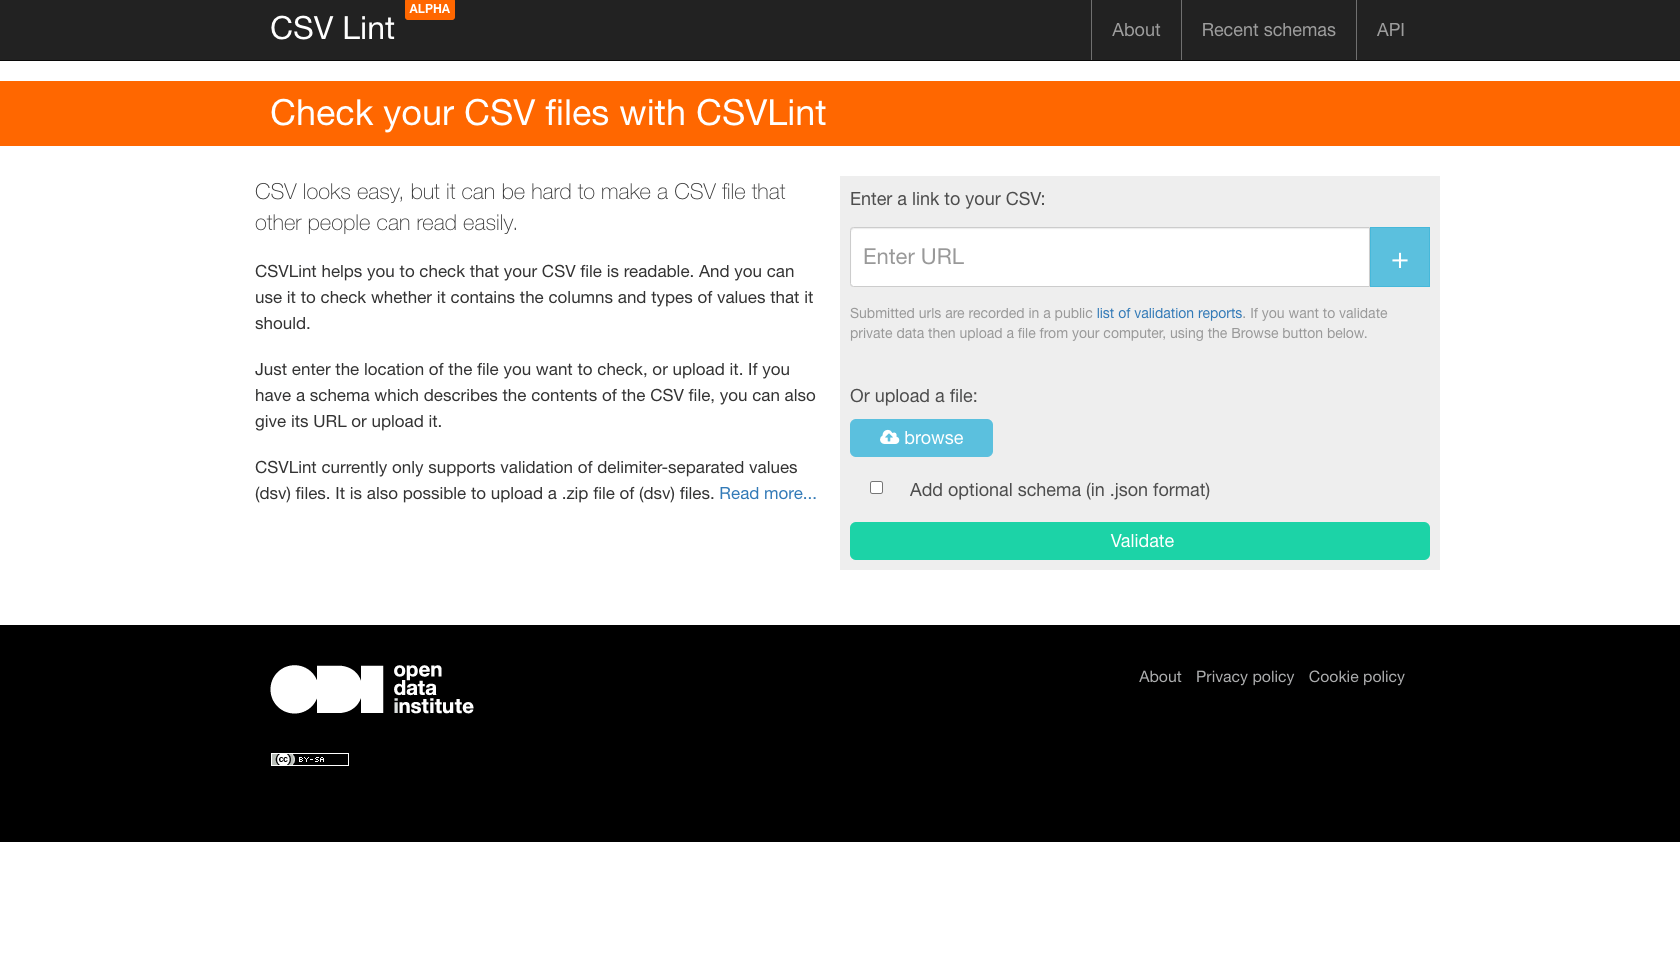 CSV Lint
ALPHA
About
Recent schemas
API
Check your CSV files with CSVLint
CSV looks easy, but it can be hard to make a CSV file that
other people can read easily.
CSVLint helps you to check that your CSV file is readable. And you can
use it to check whether it contains the columns and types of values that it
should.
Just enter the location of the file you want to check, or upload it. If you
have a schema which describes the contents of the CSV file, you can also
give its URL or upload it.
CSVLint currently only supports validation of delimiter-separated values
(dsv) files. It is also possible to upload a .zip file of (dsv) files. Read more...
Enter a link to your CSV:
Enter URL
+
Submitted urls are recorded in a public list of validation reports. If you want to validate
private data then upload a file from your computer, using the Browse button below.
Or upload a file:
browse
Add optional schema (in .json format)
Validate
ODI
open
data
institute
About Privacy policy Cookie policy
cc BY-SA